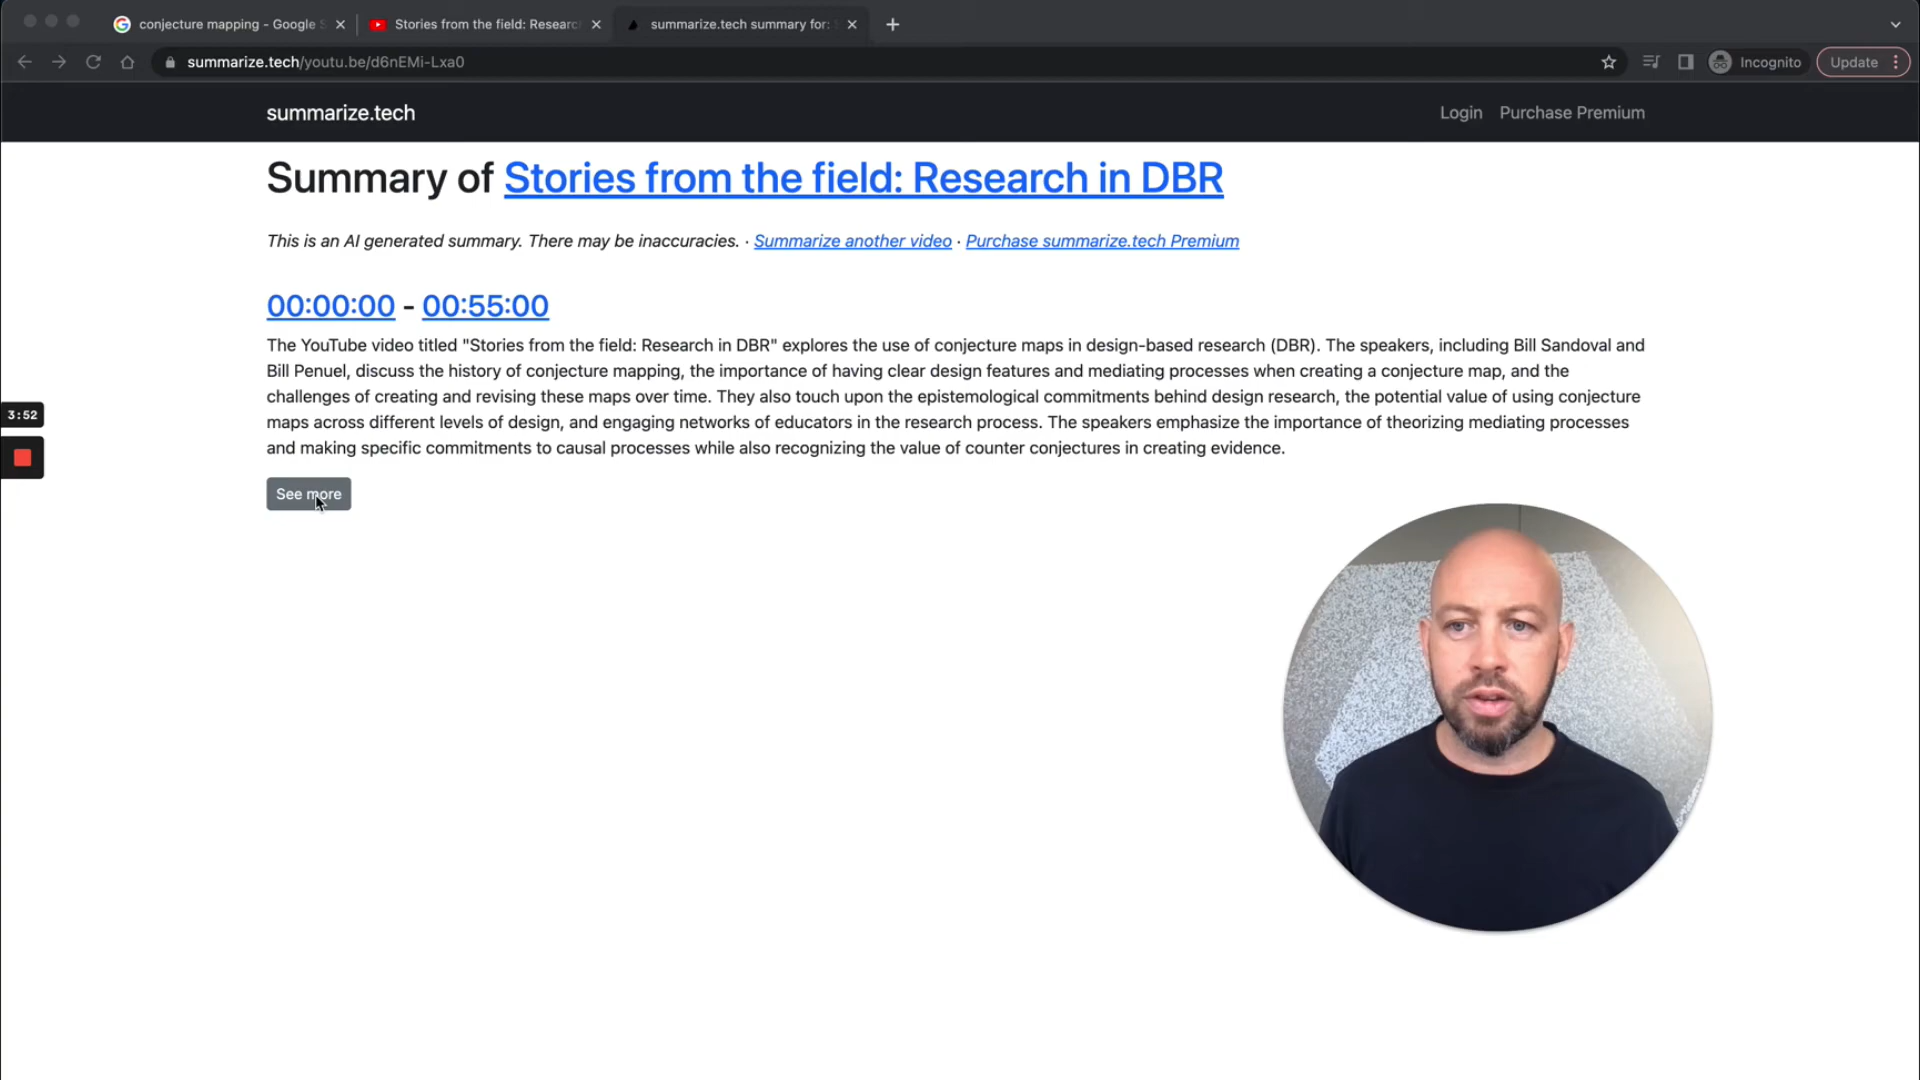 conjecture mapping - Google S
Stories from the field: Researc
summarize.tech summary for:
summarize.tech/youtu.be/d6nEMi-Lxa0
Incognito
Update
summarize.tech
Login
Purchase Premium
Summary of Stories from the field: Research in DBR
This is an AI generated summary. There may be inaccuracies. · Summarize another video · Purchase summarize.tech Premium
00:00:00 - 00:55:00
The YouTube video titled "Stories from the field: Research in DBR" explores the use of conjecture maps in design-based research (DBR). The speakers, including Bill Sandoval and
Bill Penuel, discuss the history of conjecture mapping, the importance of having clear design features and mediating processes when creating a conjecture map, and the
challenges of creating and revising these maps over time. They also touch upon the epistemological commitments behind design research, the potential value of using conjecture
maps across different levels of design, and engaging networks of educators in the research process. The speakers emphasize the importance of theorizing mediating processes
and making specific commitments to causal processes while also recognizing the value of counter conjectures in creating evidence.
3:52
See more